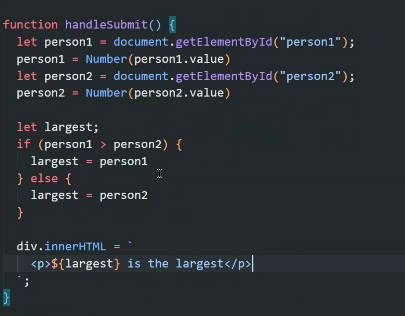 function handleSubmit() {
let person1 = document.getElementById("person1");
person1 = Number(person1.value)
let person2 = document.getElementById("person2");
person2 = Number(person2.value)
let largest;
if (person1 > person2) {
largest = person1
} else {
largest = person2
}
div.innerHTML = `
<p>${largest} is the largest</p>
`;
}